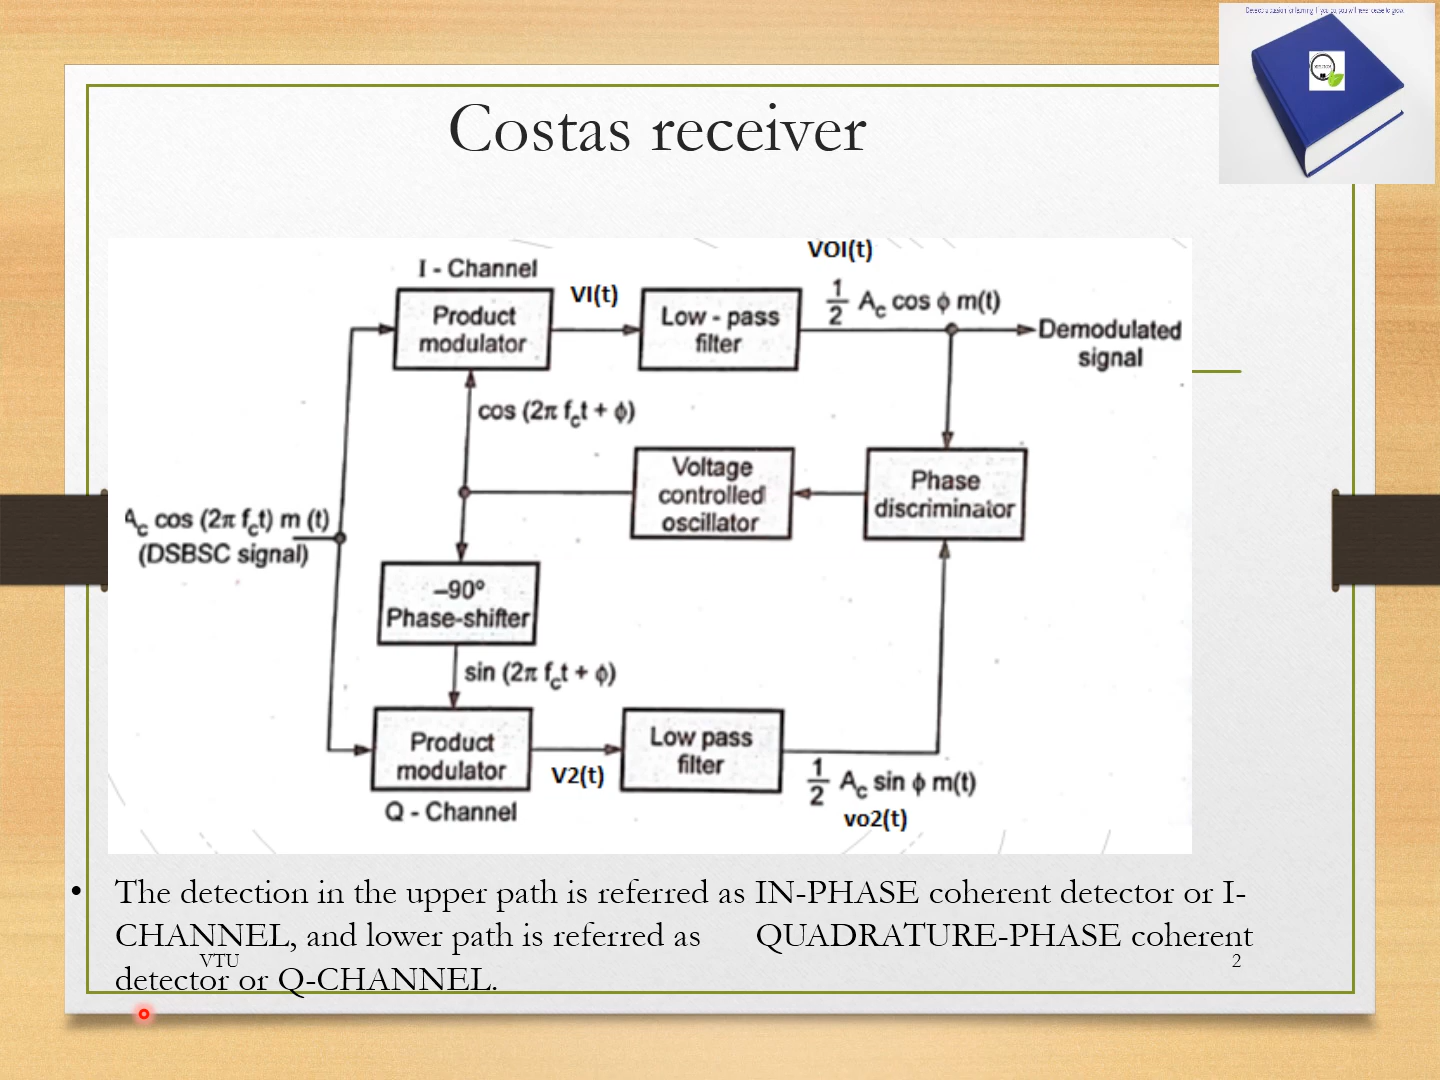 Costas receiver
VOI(t)
I - Channel
VI(t)
Product
modulator
Low - pass
filter
1/2 Ac cos ϕ m(t)
Demodulated
signal
cos (2π fct + ϕ)
Voltage
controlled
oscillator
Phase
discriminator
Ac cos (2π fct) m (t)
(DSBSC signal)
–90º
Phase-shifter
sin (2π fct + ϕ)
Product
modulator
V2(t)
Low pass
filter
1/2 Ac sin ϕ m(t)
vo2(t)
Q - Channel
• The detection in the upper path is referred as IN-PHASE coherent detector or I-
CHANNEL, and lower path is referred as QUADRATURE-PHASE coherent
detector or Q-CHANNEL.
VTU
2